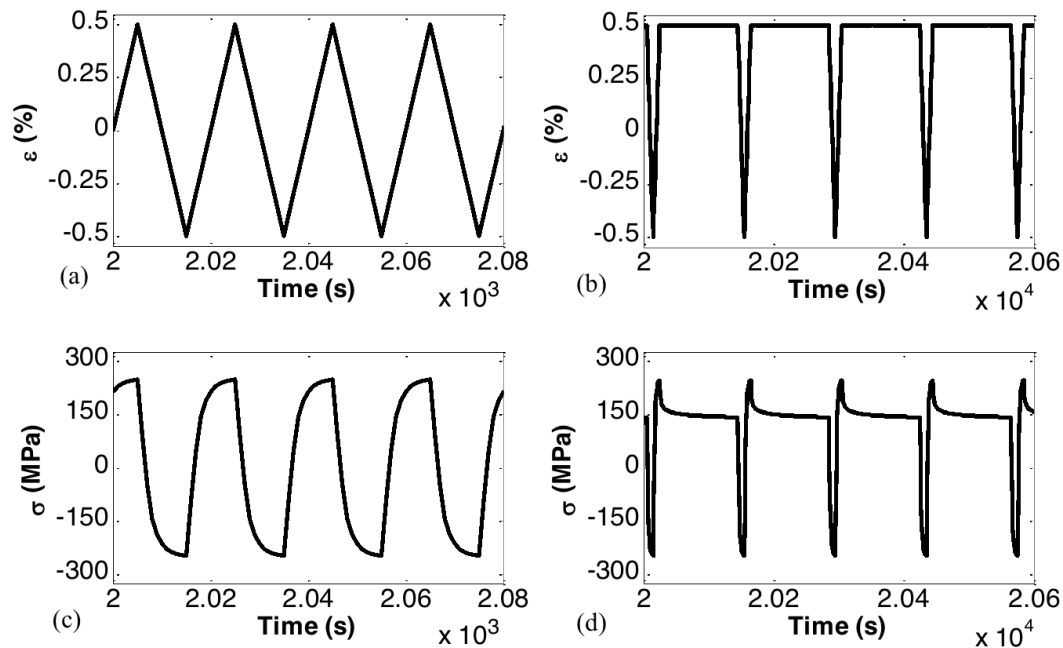 0.5
0.25
0
-0.25
-0.5
ε (%)
2 2.02 2.04 2.06 2.08
(a)
Time (s)
x 10³
0.5
0.25
0
-0.25
-0.5
ε (%)
2 2.02 2.04 2.06
(b)
Time (s)
x 10⁴
300
150
0
-150
-300
σ (MPa)
2 2.02 2.04 2.06 2.08
(c)
Time (s)
x 10³
300
150
0
-150
-300
σ (MPa)
2 2.02 2.04 2.06
(d)
Time (s)
x 10⁴